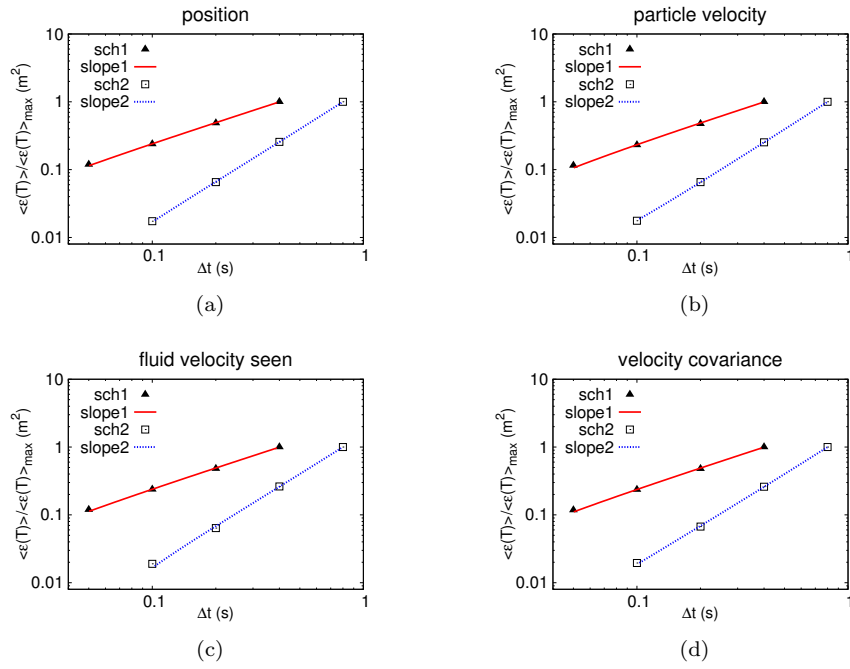 position
sch1
slope1
sch2
slope2
<ε(T)>/<ε(T)>max (m²)
10
1
0.1
0.01
0.1
1
Δt (s)
(a)
particle velocity
sch1
slope1
sch2
slope2
<ε(T)>/<ε(T)>max (m²)
10
1
0.1
0.01
0.1
1
Δt (s)
(b)
fluid velocity seen
sch1
slope1
sch2
slope2
<ε(T)>/<ε(T)>max (m²)
10
1
0.1
0.01
0.1
1
Δt (s)
(c)
velocity covariance
sch1
slope1
sch2
slope2
<ε(T)>/<ε(T)>max (m²)
10
1
0.1
0.01
0.1
1
Δt (s)
(d)